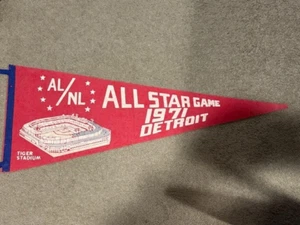 AL/NL
ALL STAR GAME
1971
DETROIT
TIGER
STADIUM